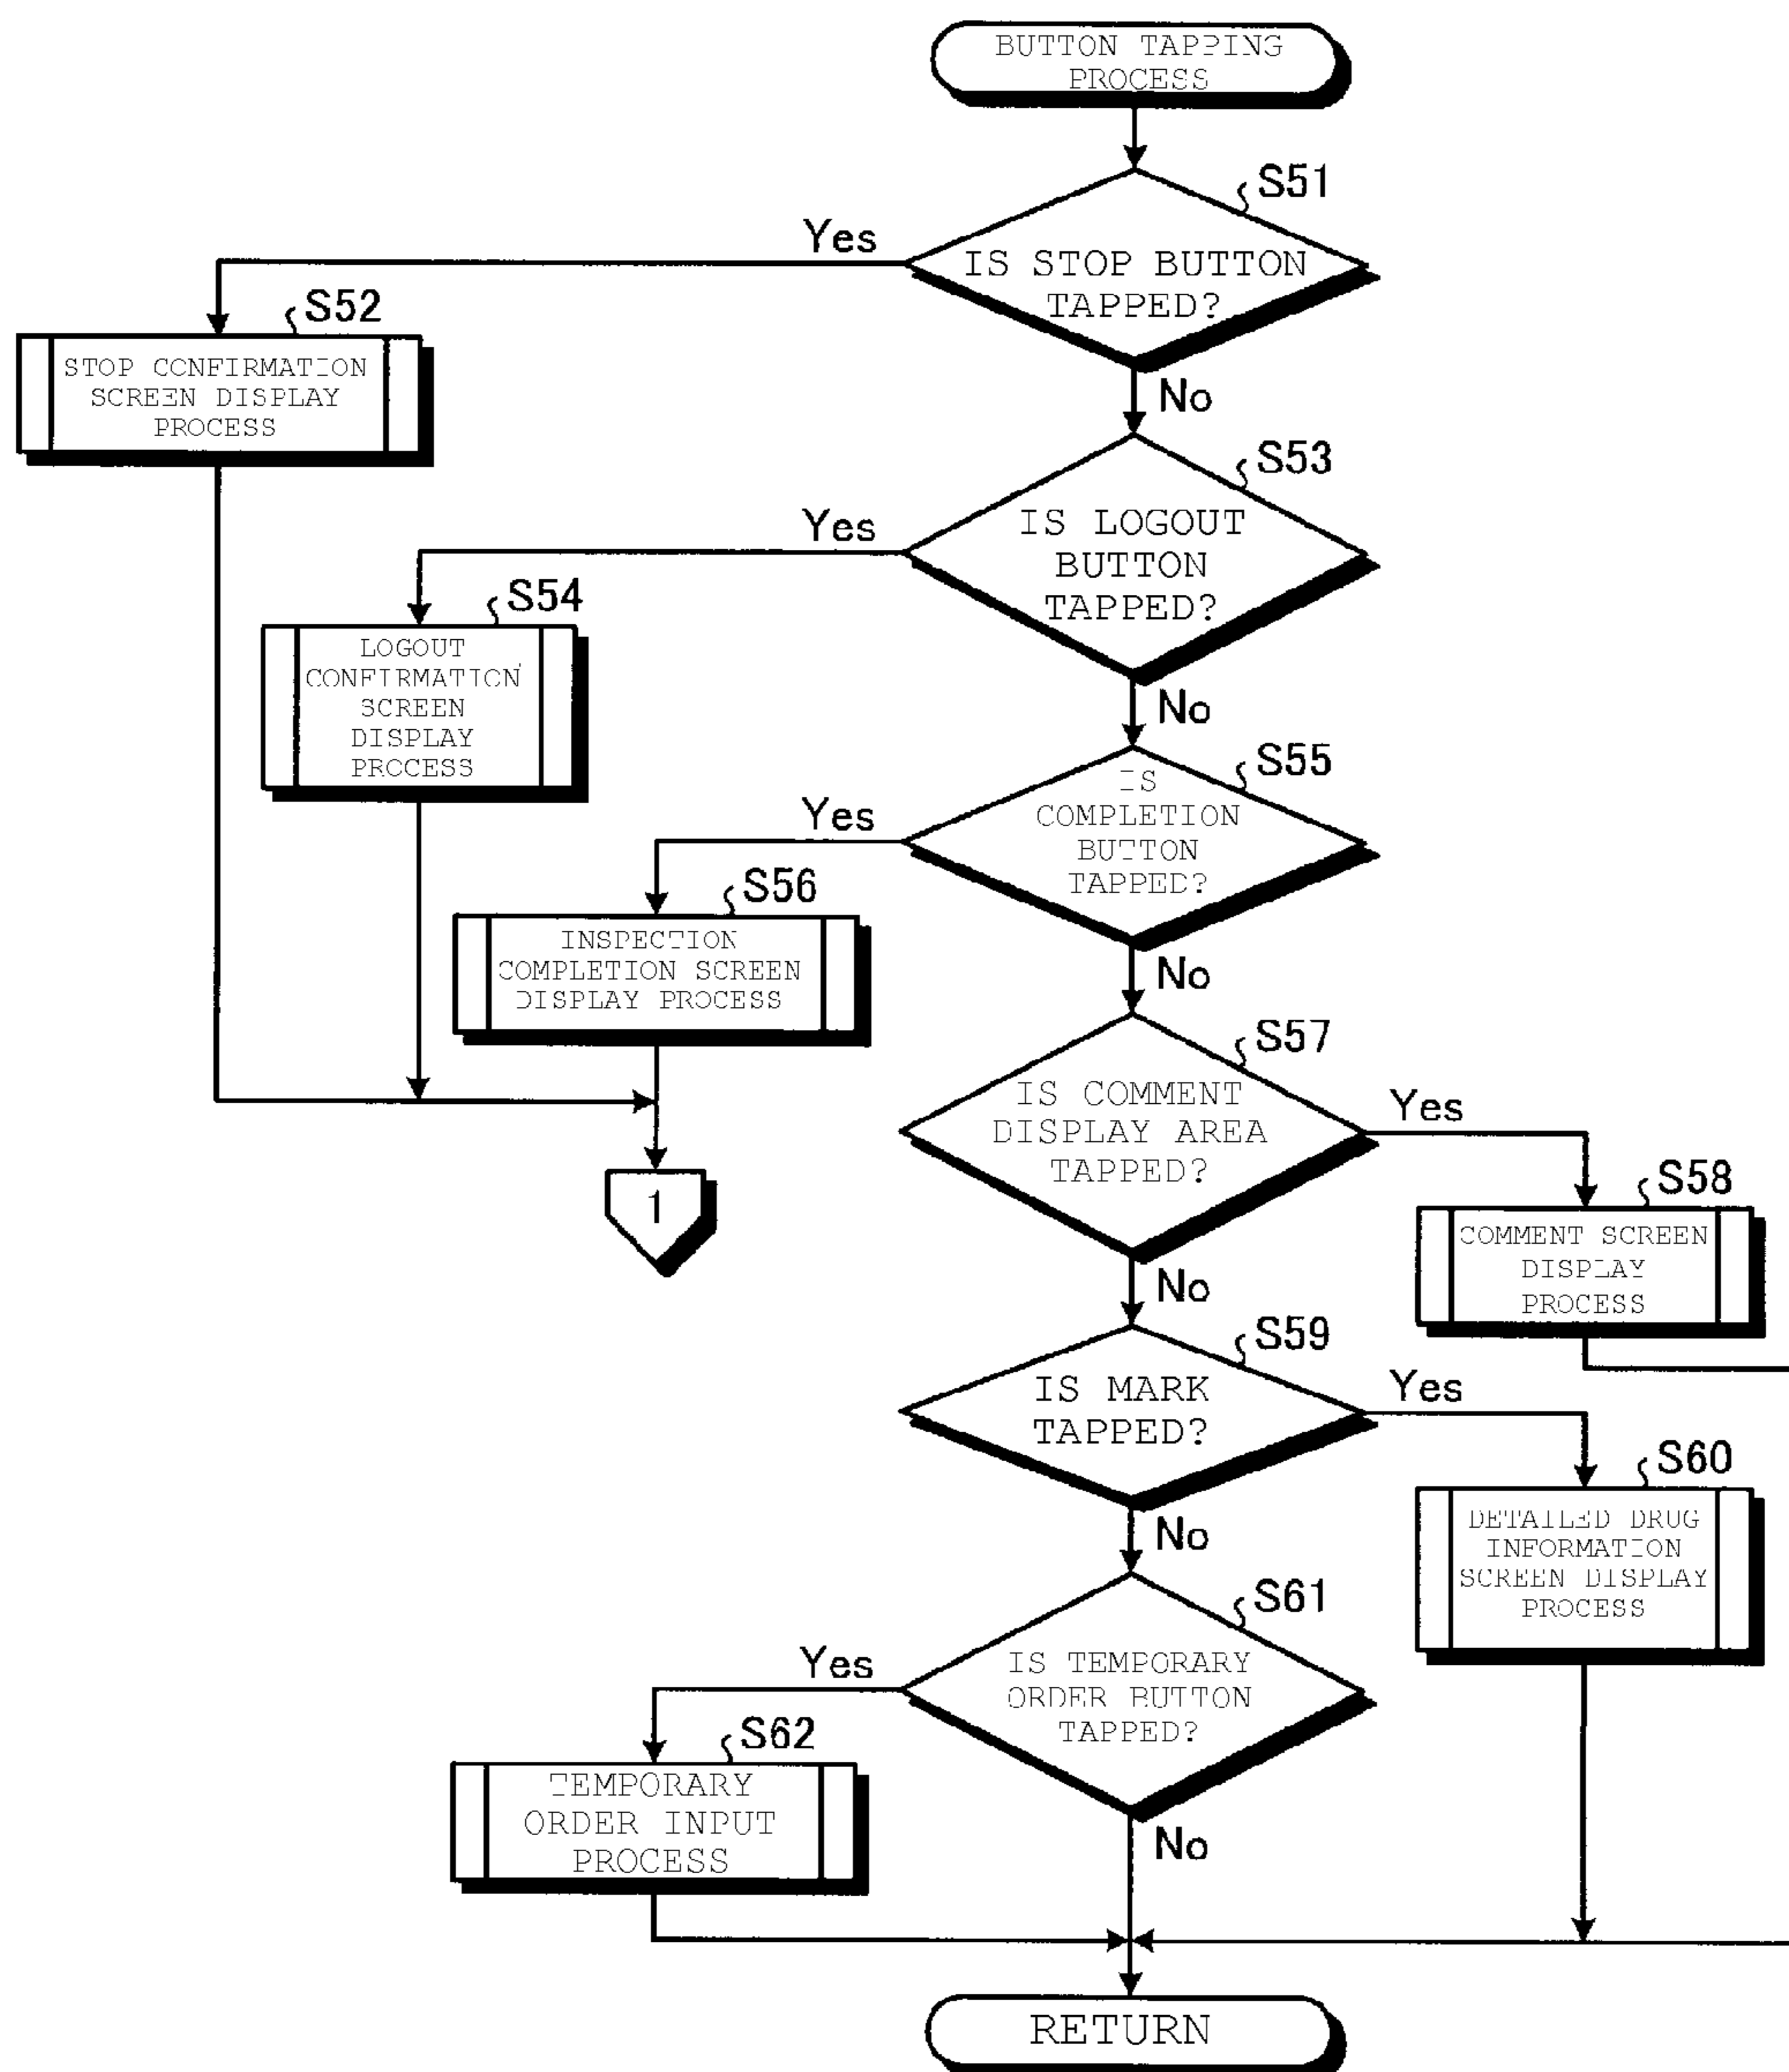 BUTTON TAPPING
PROCESS
S51
Yes
IS STOP BUTTON
TAPPED?
S52
STOP CONFIRMATION
SCREEN DISPLAY
PROCESS
No
S53
Yes
IS LOGOUT
BUTTON
TAPPED?
S54
LOGOUT
CONFIRMATION
SCREEN
DISPLAY
PROCESS
No
S55
Yes
IS
COMPLETION
BUTTON
TAPPED?
S56
INSPECTION
COMPLETION SCREEN
DISPLAY PROCESS
No
S57
IS COMMENT
DISPLAY AREA
TAPPED?
Yes
1
S58
COMMENT SCREEN
DISPLAY
PROCESS
No
S59
IS MARK
TAPPED?
Yes
S60
DETAILED DRUG
INFORMATION
SCREEN DISPLAY
PROCESS
No
S61
Yes
IS TEMPORARY
ORDER BUTTON
TAPPED?
S62
TEMPORARY
ORDER INPUT
PROCESS
No
RETURN